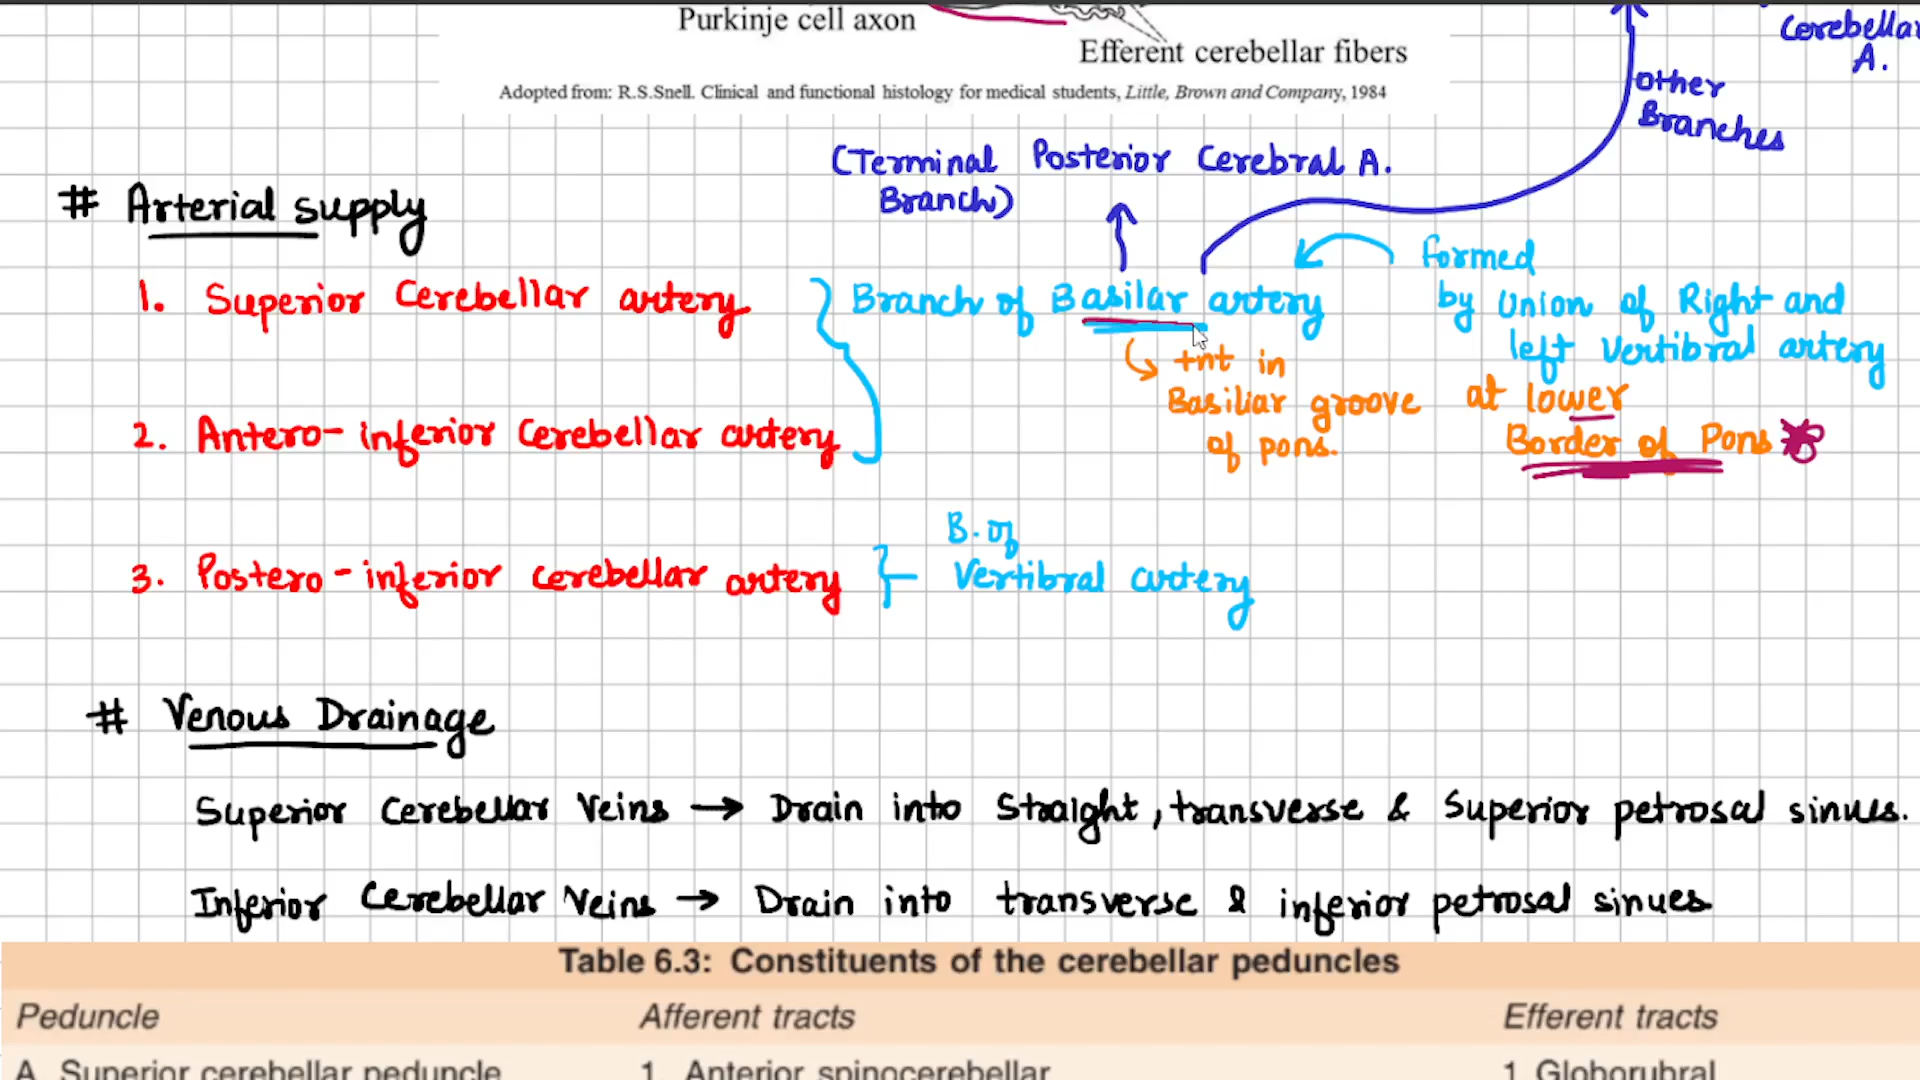 Purkinje cell axon
Efferent cerebellar fibers
Adopted from: R.S.Snell. Clinical and functional histology for medical students, Little, Brown and Company, 1984
Cerebellar
A.
other
Branches
(Terminal Posterior Cerebral A.
Branch)
# Arterial supply
1. Superior Cerebellar artery
Branch of Basilar artery
formed
by Union of Right and
left Vertibral artery
at lower
Border of Pons
tnt in
Basiliar groove
of pons.
2. Antero-inferior Cerebellar artery
3. Postero-inferior cerebellar artery
B. of
Vertibral artery
# Venous Drainage
Superior Cerebellar Veins → Drain into Straight, transverse & Superior petrosal sinues.
Inferior Cerebellar Veins → Drain into transverse & inferior petrosal sinues
Table 6.3: Constituents of the cerebellar peduncles
Peduncle Afferent tracts Efferent tracts
A. Superior cerebellar peduncle 1. Anterior spinocerebellar 1. Globorubral